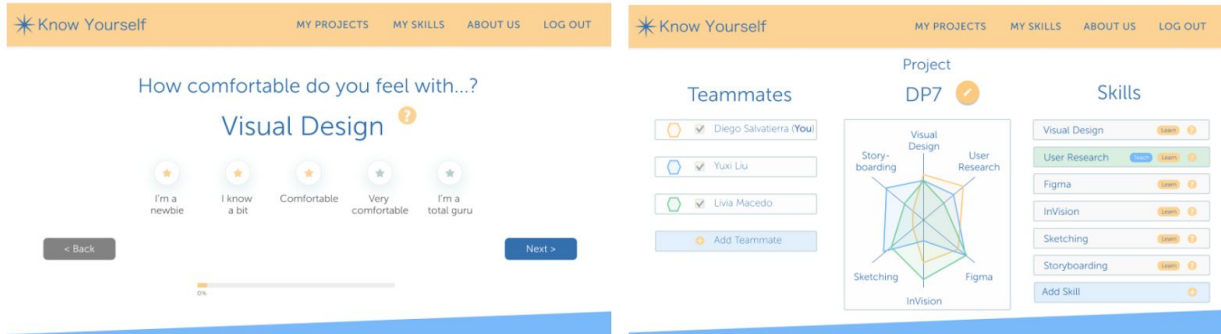 Know Yourself
MY PROJECTS MY SKILLS ABOUT US LOG OUT
How comfortable do you feel with...?
Visual Design ?
I'm a
newbie
I know
a bit
Comfortable
Very
comfortable
I'm a
total guru
< Back
Next >
0%
Know Yourself
MY PROJECTS MY SKILLS ABOUT US LOG OUT
Project
DP7
Teammates
Diego Salvatierra (You)
Yuxi Liu
Livia Macedo
Add Teammate
Visual
Design
User
Research
Figma
InVision
Sketching
Story-
boarding
Skills
Visual Design Learn ?
User Research Teach Learn ?
Figma Learn ?
InVision Learn ?
Sketching Learn ?
Storyboarding Learn ?
Add Skill